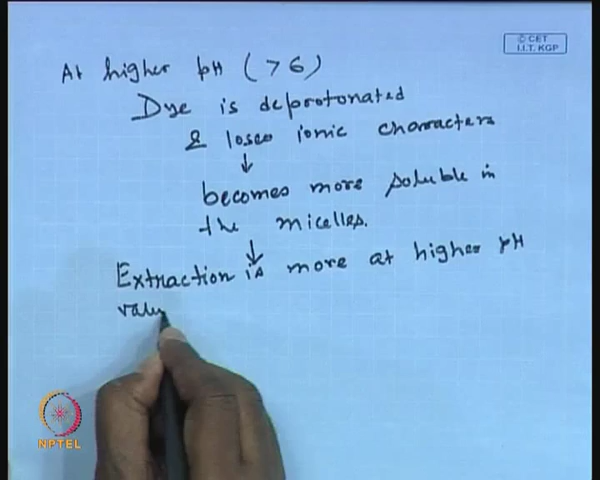 © CET
I.I.T. KGP
At higher pH (>6)
Dye is deprotonated
& loses ionic characters
↓
becomes more soluble in
the micelles.
↓
Extraction is more at higher pH
valu
NPTEL